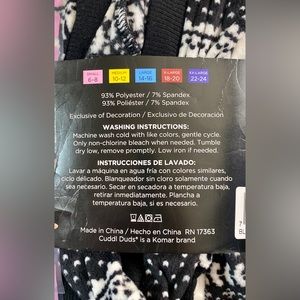 SMALL MEDIUM LARGE X-LARGE XX-LARGE
6-8 10-12 14-16 18-20 22-24
93% Polyester / 7% Spandex
93% Poliéster / 7% Spandex
Exclusive of Decoration / Exclusivo de Decoración
WASHING INSTRUCTIONS:
Machine wash cold with like colors, gentle cycle.
Only non-chlorine bleach when needed. Tumble
dry low, remove promptly. Low iron if needed.
INSTRUCCIONES DE LAVADO:
Lavar a máquina en agua fría con colores similares,
ciclo delicado. Blanqueador sin cloro solamente cuando
sea necesario. Secar en secadora a temperatura baja,
retirar inmediatamente. Plancha a
temperatura baja, si es necesario.
Made in China / Hecho en China RN 17363
Cuddl Duds® is a Komar brand